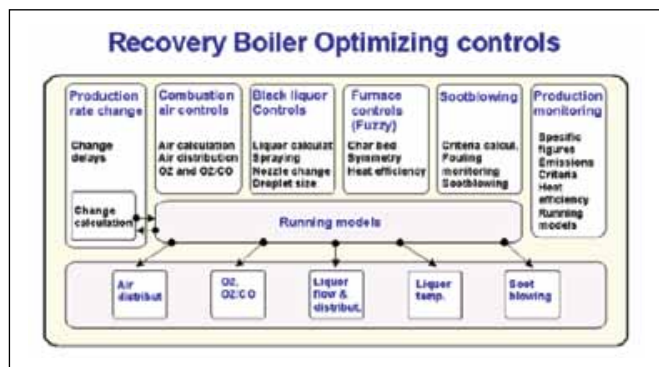 Recovery Boiler Optimizing controls
Production
rate change
Change
delays
Change
calculation
Combustion
air controls
Air calculation
Air distribution
O2 and O2/CO
Black liquor
Controls
Liquor calculat
Spraying
Nozzle change
Droplet size
Furnace
controls
(Fuzzy)
Char Bed
Symmetry
Heat efficiency
Sootblowing
Criteria calcul.
Fouling
monitoring
Sootblowing
Production
monitoring
Specific
figures
Emissions
Criteria
Heat
efficiency
Running
models
Running models
Air
distribut
O2,
O2/CO
Liquor
flow &
distribut.
Liquor
temp.
Soot
blowing